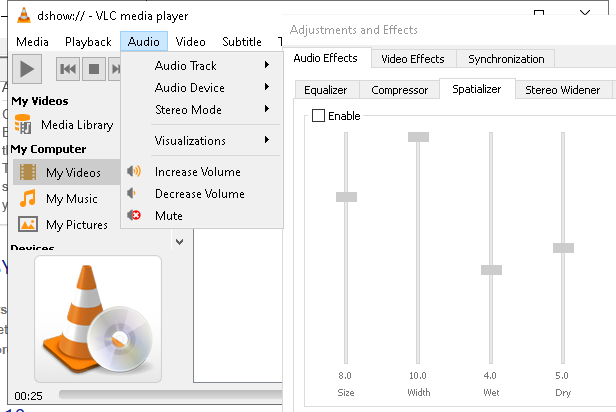 dshow:// - VLC media player
Media Playback Audio Video Subtitle T
Audio Track
Audio Device
Stereo Mode
Visualizations
Increase Volume
Decrease Volume
Mute
My Videos
Media Library
My Computer
My Videos
My Music
My Pictures
Devices
00:25
Adjustments and Effects
Audio Effects Video Effects Synchronization
Equalizer Compressor Spatializer Stereo Widener
Enable
8.0 10.0 4.0 5.0
Size Width Wet Dry